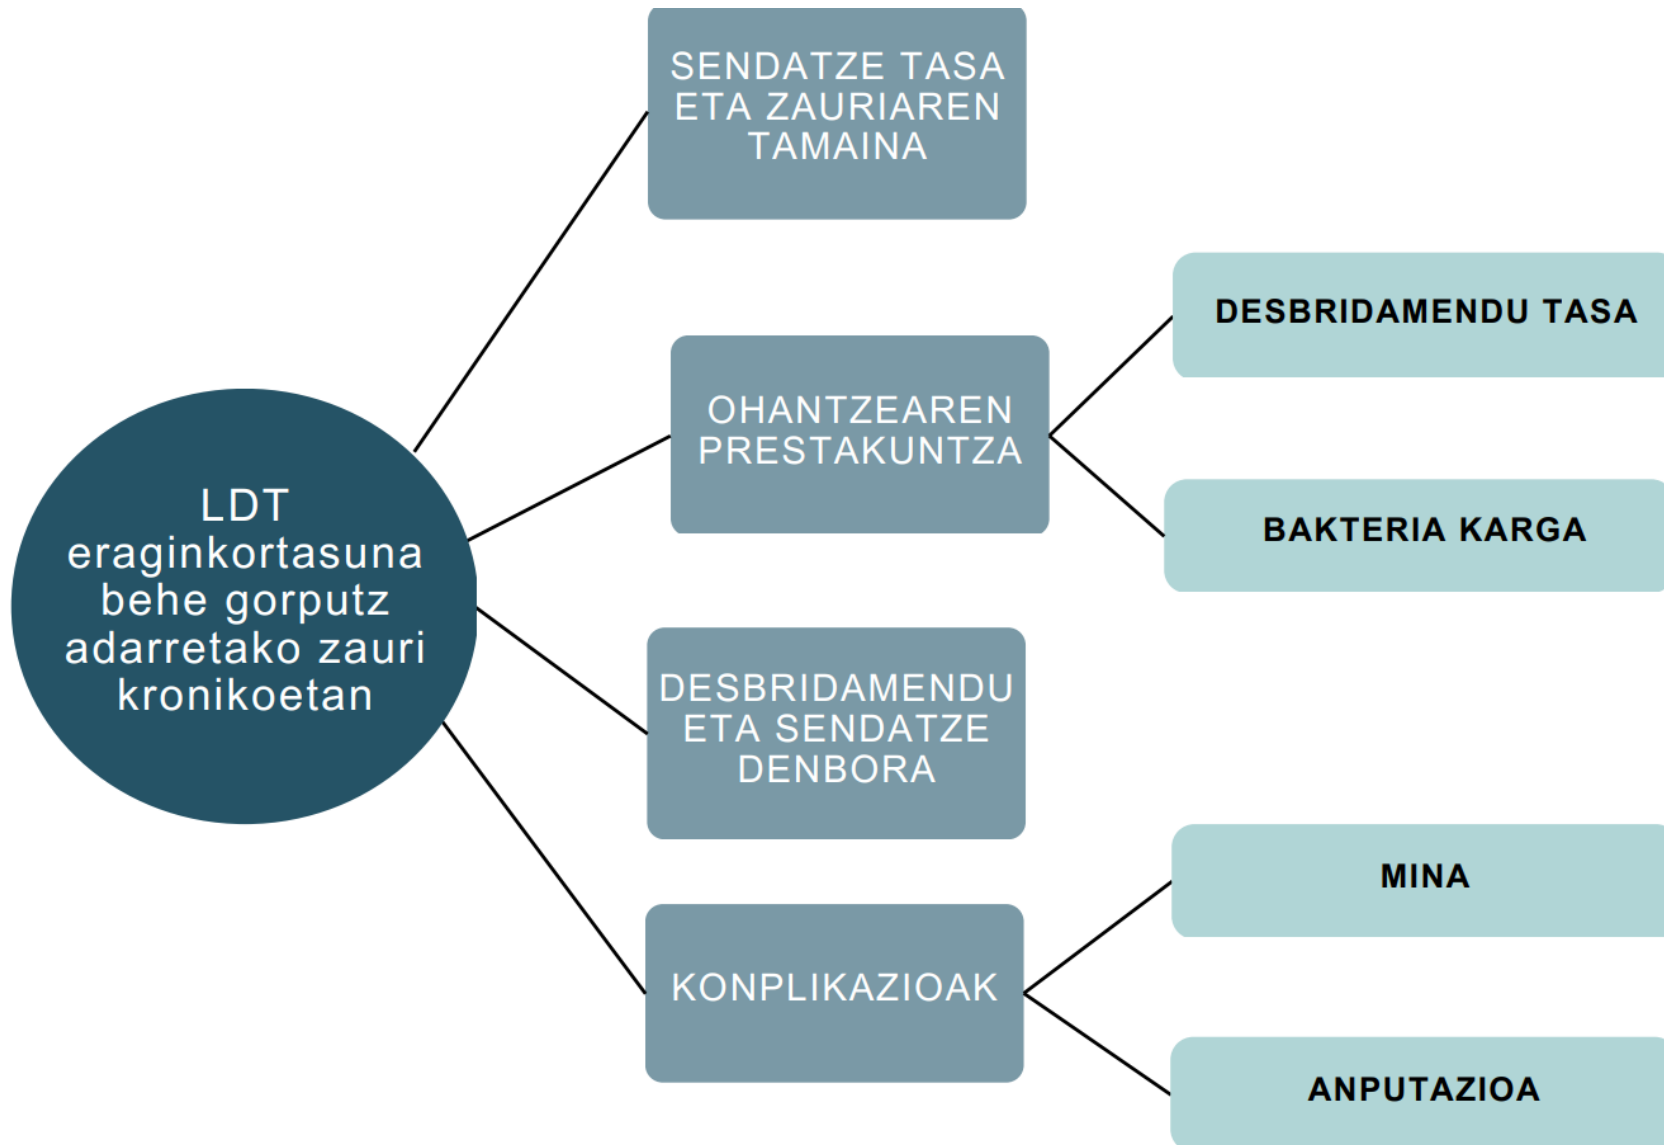 LDT
eraginkortasuna
behe gorputz
adarretako zauri
kronikoetan
SENDATZE TASA
ETA ZAURIAREN
TAMAINA
OHANTZEAREN
PRESTAKUNTZA
DESBRIDAMENDU TASA
BAKTERIA KARGA
DESBRIDAMENDU
ETA SENDATZE
DENBORA
KONPLIKAZIOAK
MINA
ANPUTAZIOA